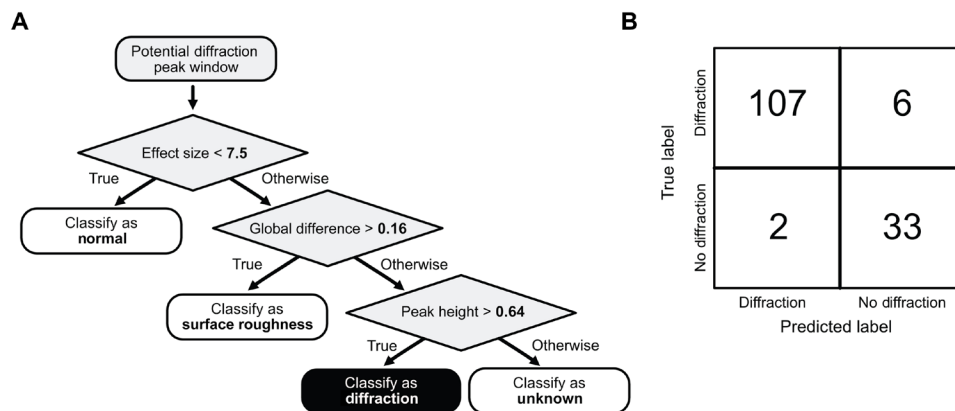 A
Potential diffraction
peak window
Effect size < 7.5
True
Otherwise
Classify as
normal
Global difference > 0.16
True
Otherwise
Classify as
surface roughness
Peak height > 0.64
True
Otherwise
Classify as
diffraction
Classify as
unknown
B
True label
Diffraction
107
6
No diffraction
2
33
Diffraction
No diffraction
Predicted label